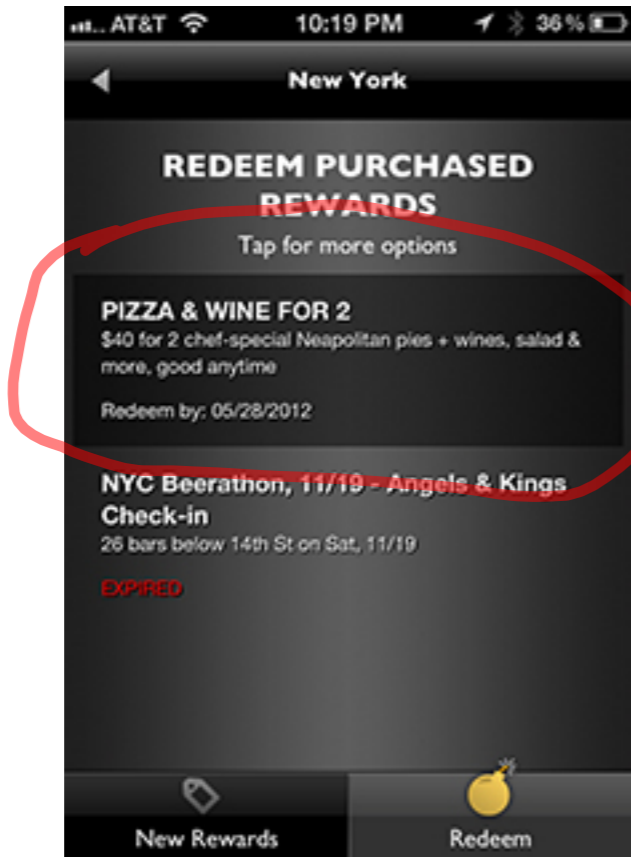 AT&T 10:19 PM 36%
New York
REDEEM PURCHASED
REWARDS
Tap for more options
PIZZA & WINE FOR 2
$40 for 2 chef-special Neapolitan pies + wines, salad &
more, good anytime
Redeem by: 05/28/2012
NYC Beerathon, 11/19 - Angels & Kings
Check-in
26 bars below 14th St on Sat, 11/19
EXPIRED
New Rewards Redeem